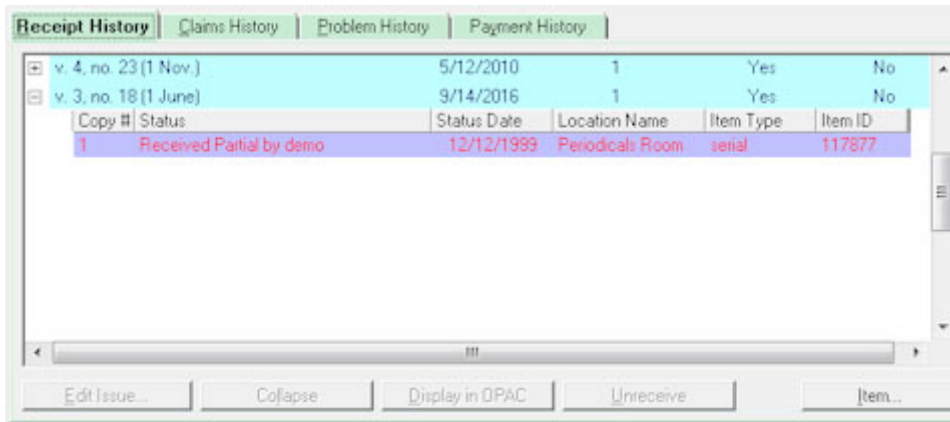 Receipt History Claims History Problem History Payment History
v. 4, no. 23 (1 Nov.) 5/12/2010 1 Yes No
v. 3, no. 18 (1 June) 9/14/2016 1 Yes No
Copy # Status Status Date Location Name Item Type Item ID
1 Received Partial by demo 12/12/1999 Periodicals Room serial 117877
Edit Issue... Collapse Display in OPAC Unreceive Item...